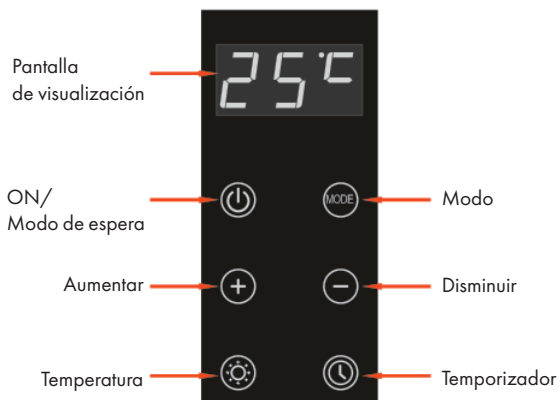 25°C
Pantalla
de visualización
ON/
Modo de espera
MODE
Modo
Aumentar
Disminuir
Temperatura
Temporizador